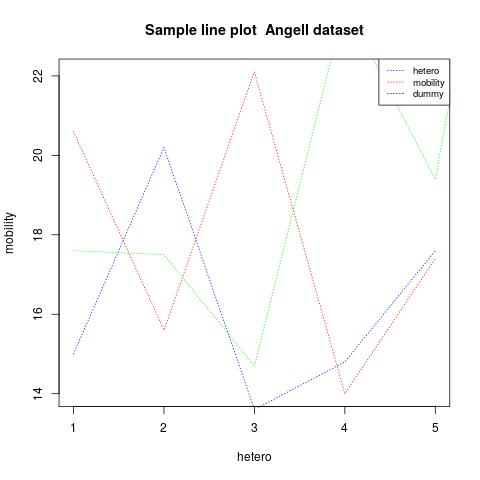 Sample line plot  Angell dataset
hetero
mobility
dummy
22
20
18
16
14
mobility
1 2 3 4 5
hetero